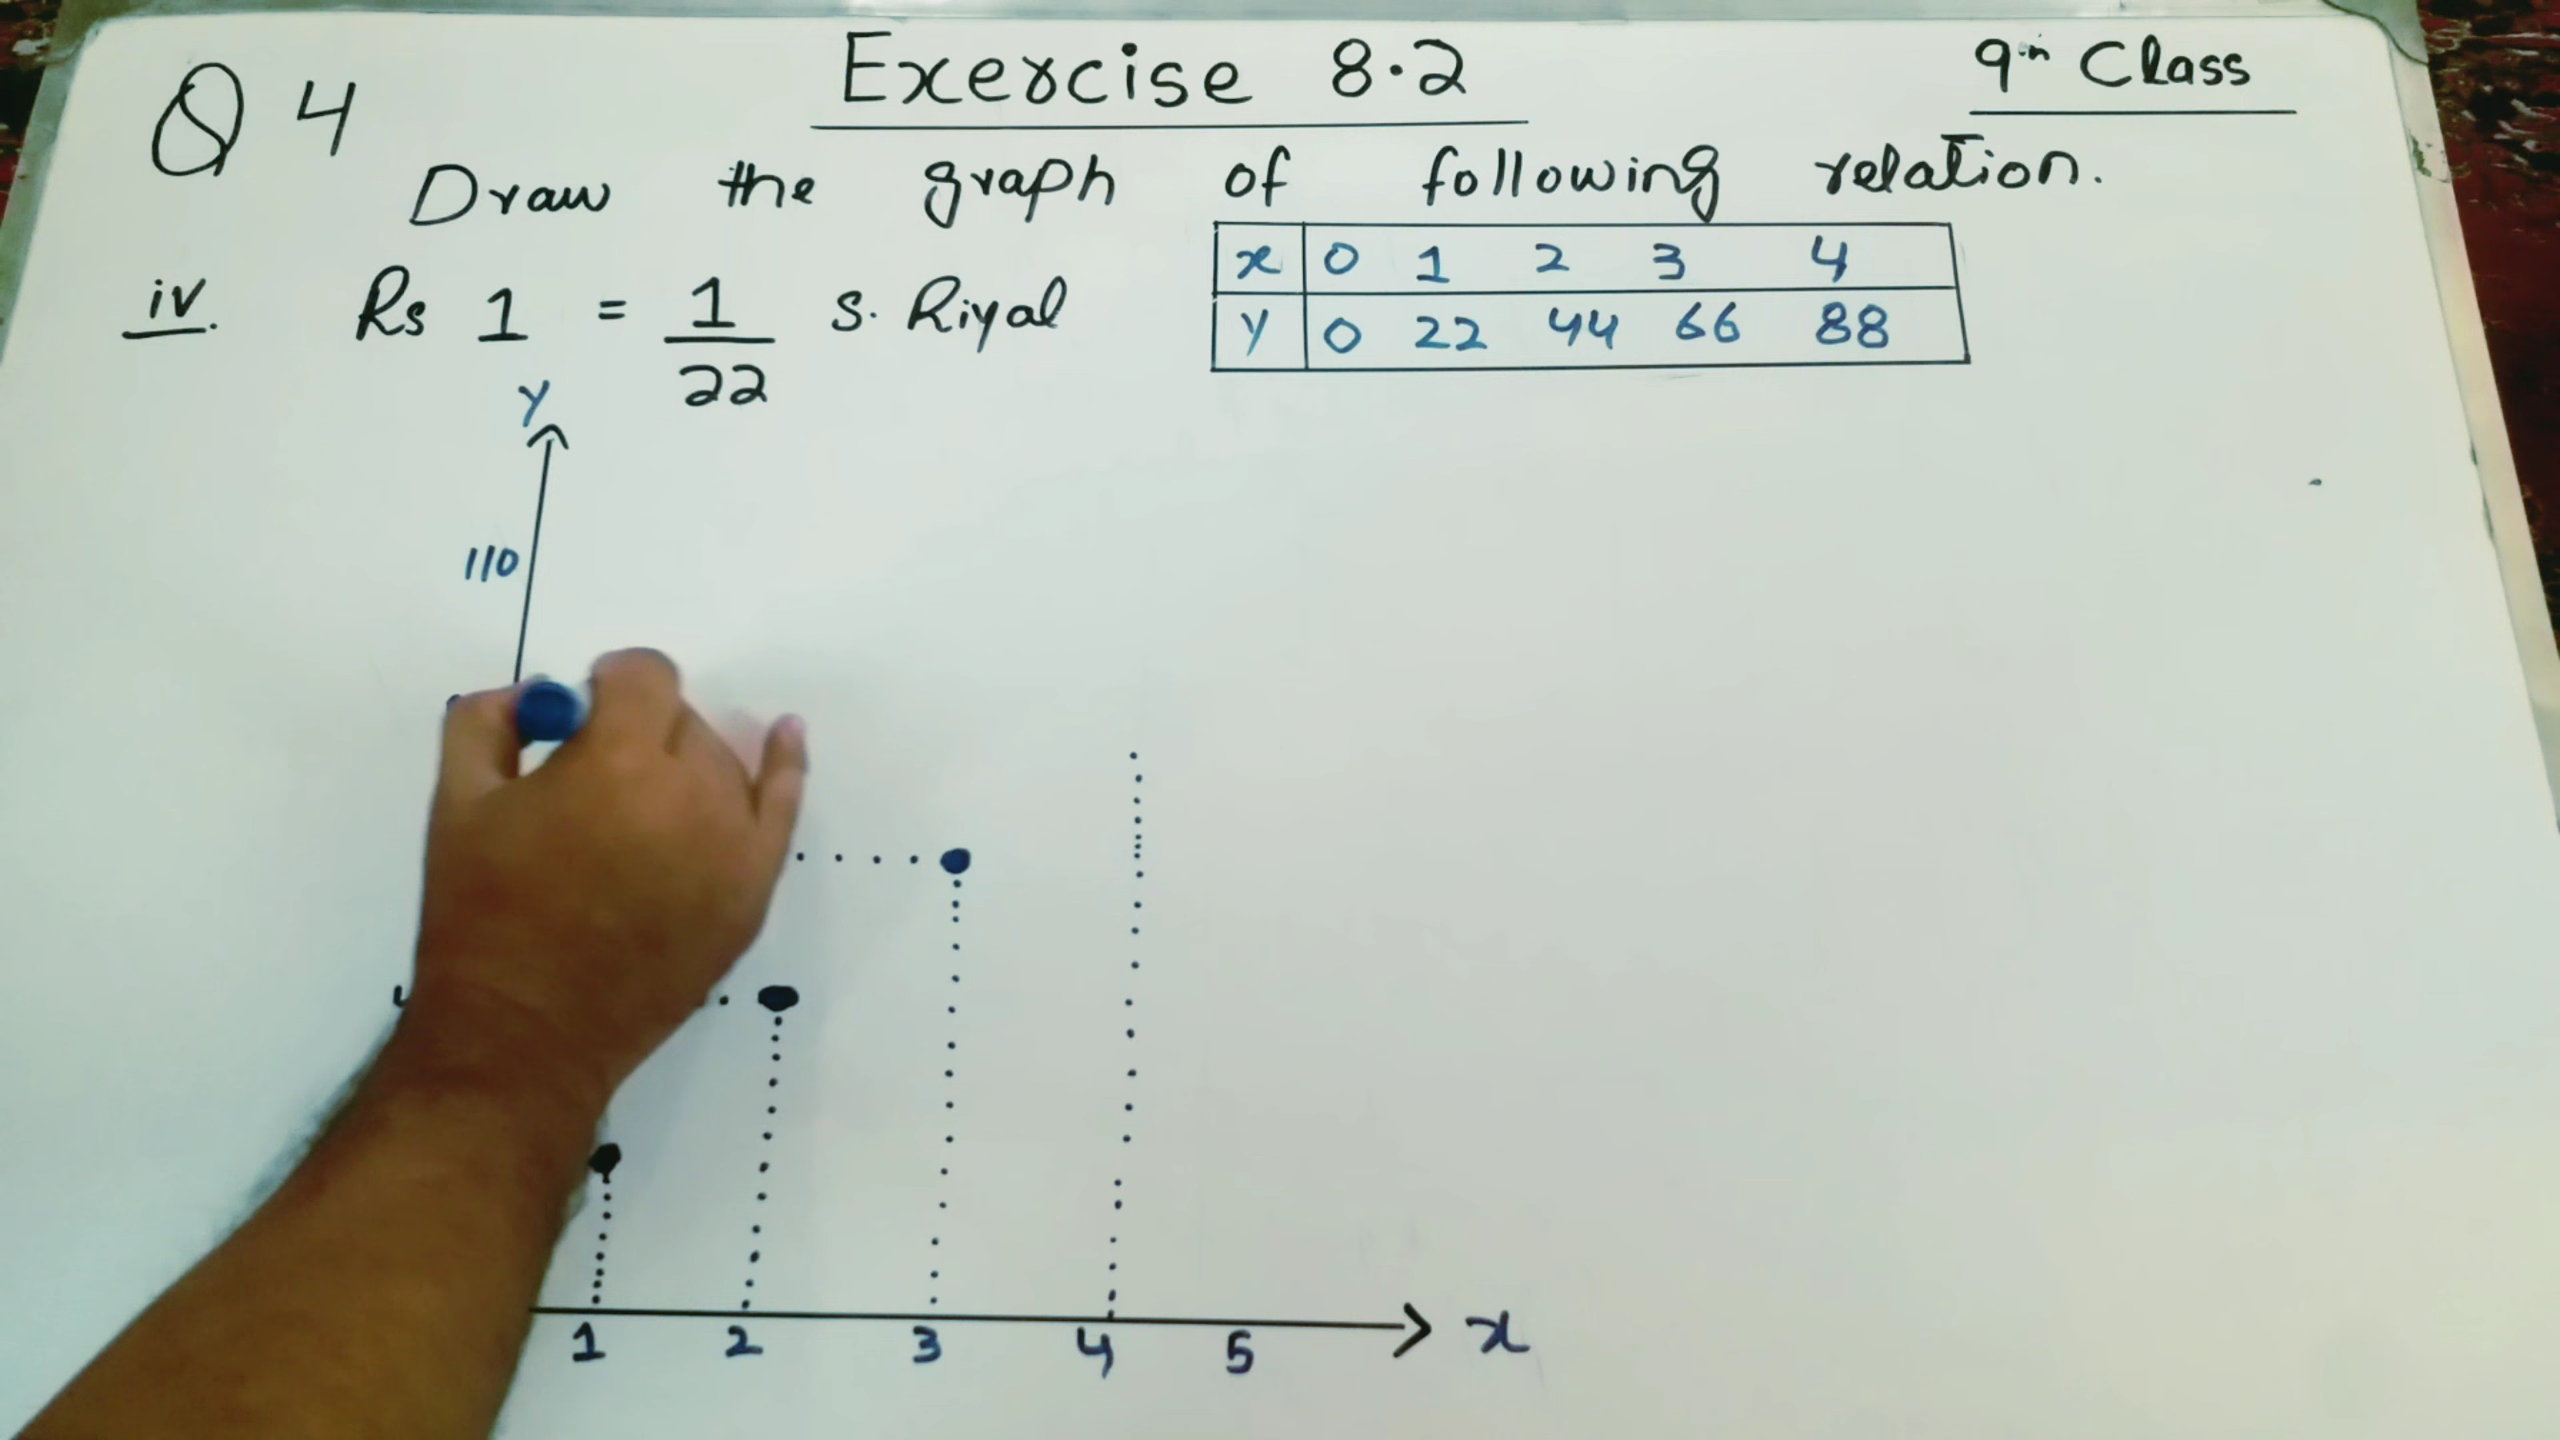 Exercise 8.2
9th Class
Q 4
Draw the graph of following relation.
iv. Rs 1 = 1/22 S. Riyal
x 0 1 2 3 4
y 0 22 44 66 88
y
110
1 2 3 4 5
x